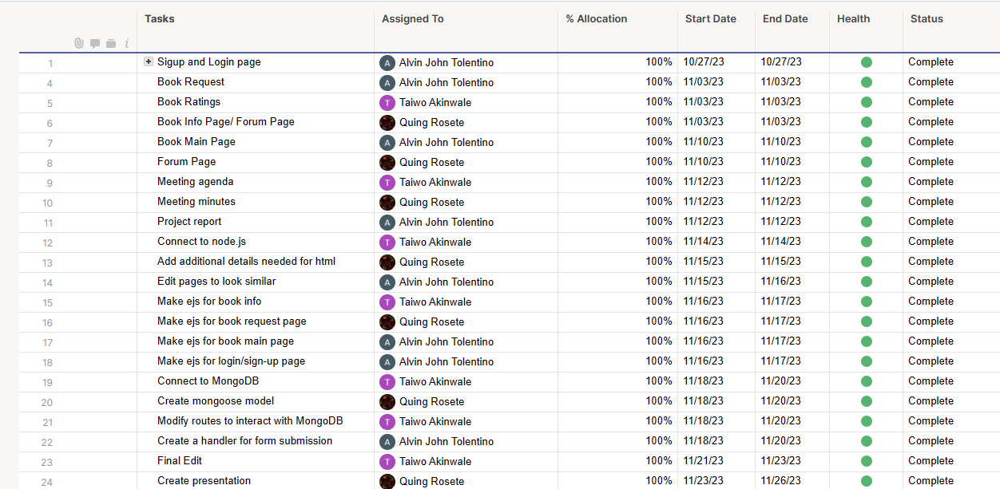 Tasks Assigned To % Allocation Start Date End Date Health Status
1 Sigup and Login page A Alvin John Tolentino 100% 10/27/23 10/27/23 Complete
4 Book Request A Alvin John Tolentino 100% 11/03/23 11/03/23 Complete
5 Book Ratings T Taiwo Akinwale 100% 11/03/23 11/03/23 Complete
6 Book Info Page/ Forum Page Quing Rosete 100% 11/03/23 11/03/23 Complete
7 Book Main Page A Alvin John Tolentino 100% 11/10/23 11/10/23 Complete
8 Forum Page Quing Rosete 100% 11/10/23 11/10/23 Complete
9 Meeting agenda T Taiwo Akinwale 100% 11/12/23 11/12/23 Complete
10 Meeting minutes Quing Rosete 100% 11/12/23 11/12/23 Complete
11 Project report A Alvin John Tolentino 100% 11/12/23 11/12/23 Complete
12 Connect to node.js T Taiwo Akinwale 100% 11/14/23 11/14/23 Complete
13 Add additional details needed for html Quing Rosete 100% 11/15/23 11/15/23 Complete
14 Edit pages to look similar A Alvin John Tolentino 100% 11/15/23 11/16/23 Complete
15 Make ejs for book info T Taiwo Akinwale 100% 11/16/23 11/17/23 Complete
16 Make ejs for book request page Quing Rosete 100% 11/16/23 11/17/23 Complete
17 Make ejs for book main page A Alvin John Tolentino 100% 11/16/23 11/17/23 Complete
18 Make ejs for login/sign-up page A Alvin John Tolentino 100% 11/16/23 11/17/23 Complete
19 Connect to MongoDB T Taiwo Akinwale 100% 11/18/23 11/20/23 Complete
20 Create mongoose model Quing Rosete 100% 11/18/23 11/20/23 Complete
21 Modify routes to interact with MongoDB T Taiwo Akinwale 100% 11/18/23 11/20/23 Complete
22 Create a handler for form submission A Alvin John Tolentino 100% 11/18/23 11/20/23 Complete
23 Final Edit T Taiwo Akinwale 100% 11/21/23 11/23/23 Complete
24 Create presentation Quing Rosete 100% 11/23/23 11/26/23 Complete